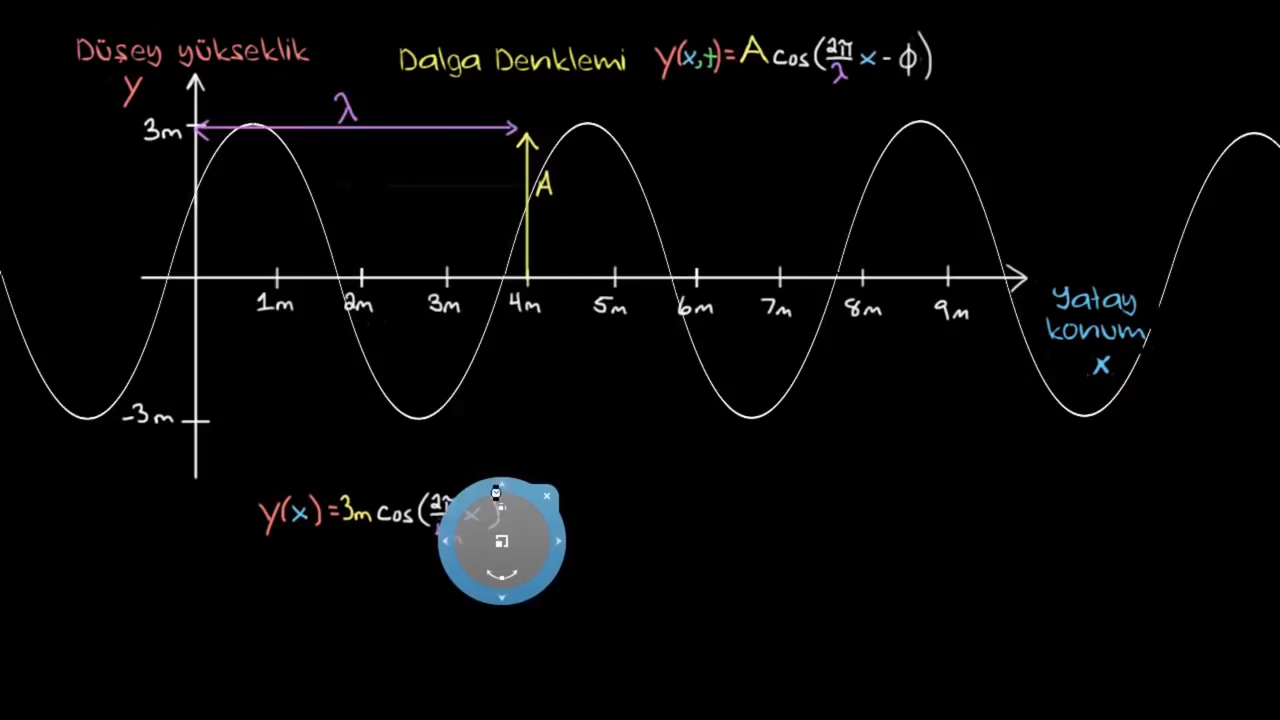 Düşey yükseklik
y
Dalga Denklemi y(x,t)=A cos(2π/λ x - ϕ)
λ
3m
A
1m 2m 3m 4m 5m 6m 7m 8m 9m
Yatay
konum
x
-3m
y(x)=3m cos(2π x)